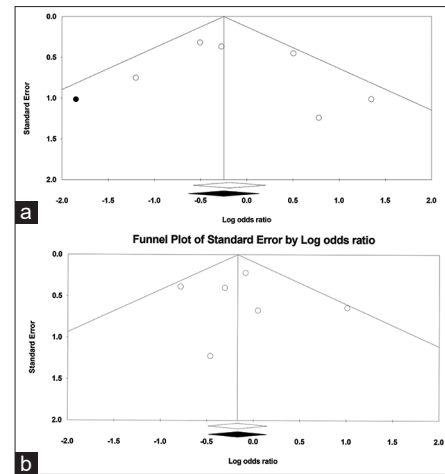 0.0
0.5
1.0
1.5
2.0
Standard Error
-2.0 -1.5 -1.0 -0.5 0.0 0.5 1.0 1.5 2.0
Log odds ratio
a
Funnel Plot of Standard Error by Log odds ratio
0.0
0.5
1.0
1.5
2.0
Standard Error
-2.0 -1.5 -1.0 -0.5 0.0 0.5 1.0 1.5 2.0
Log odds ratio
b